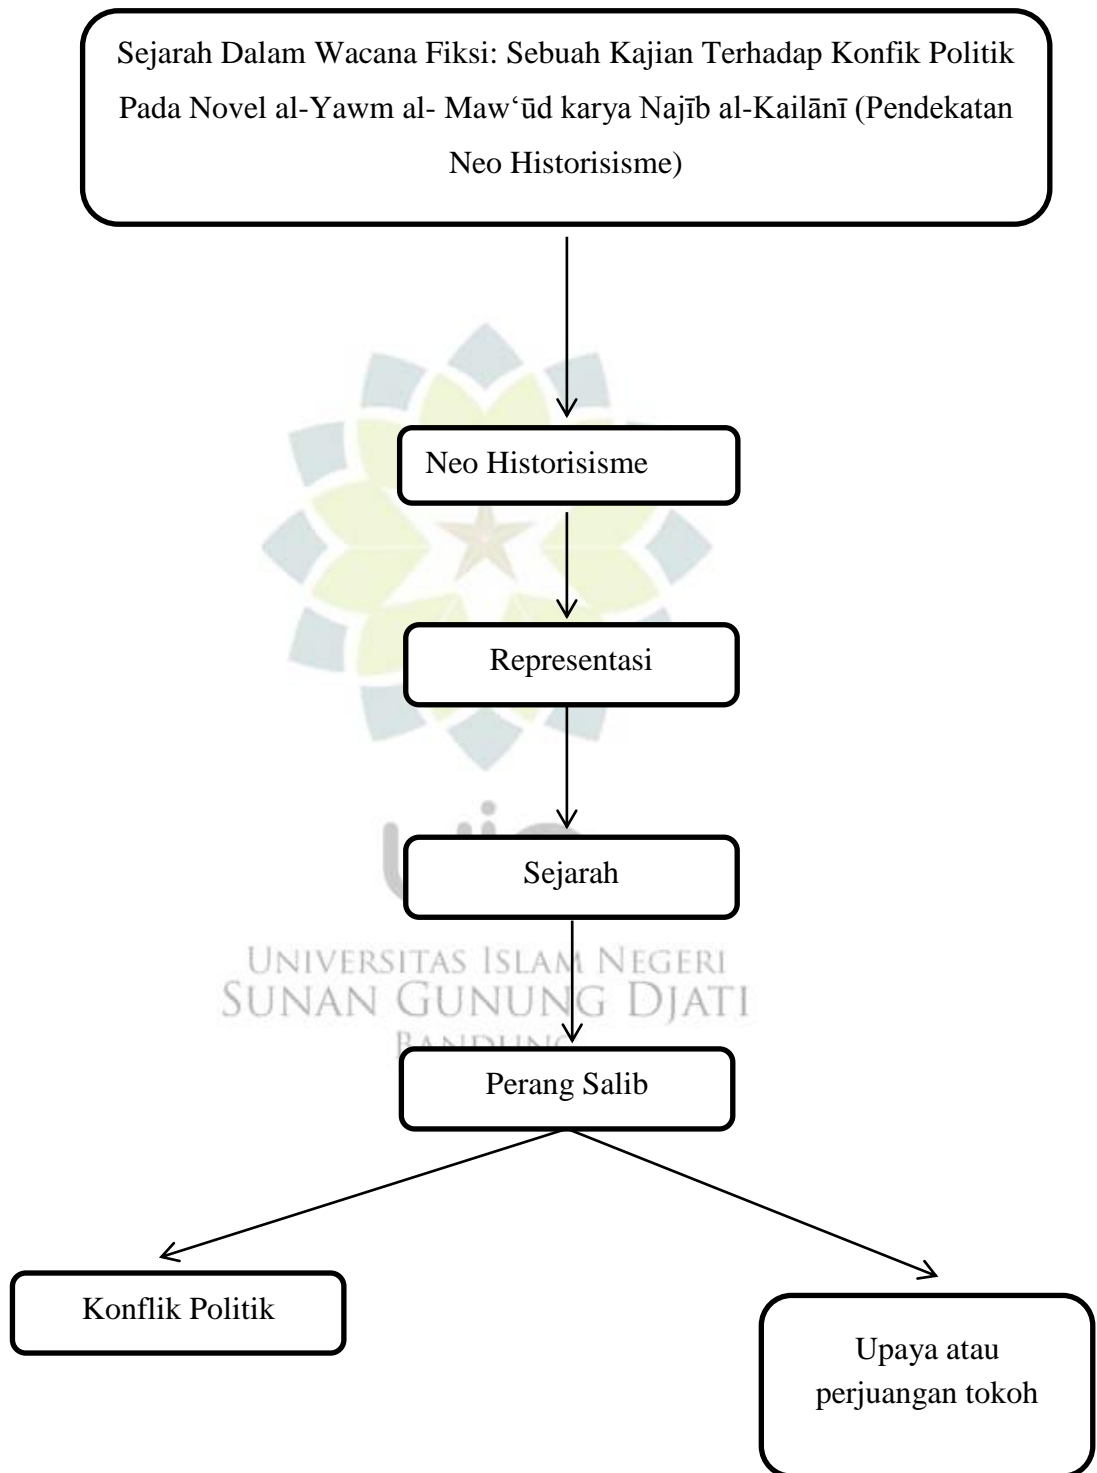 Sejarah Dalam Wacana Fiksi: Sebuah Kajian Terhadap Konfik Politik
Pada Novel al-Yawm al- Maw‘ūd karya Najīb al-Kailānī (Pendekatan
Neo Historisisme)
Neo Historisisme
Representasi
Sejarah
UNIVERSITAS ISLAM NEGERI
SUNAN GUNUNG DJATI
BANDUNG
Perang Salib
Konflik Politik
Upaya atau
perjuangan tokoh